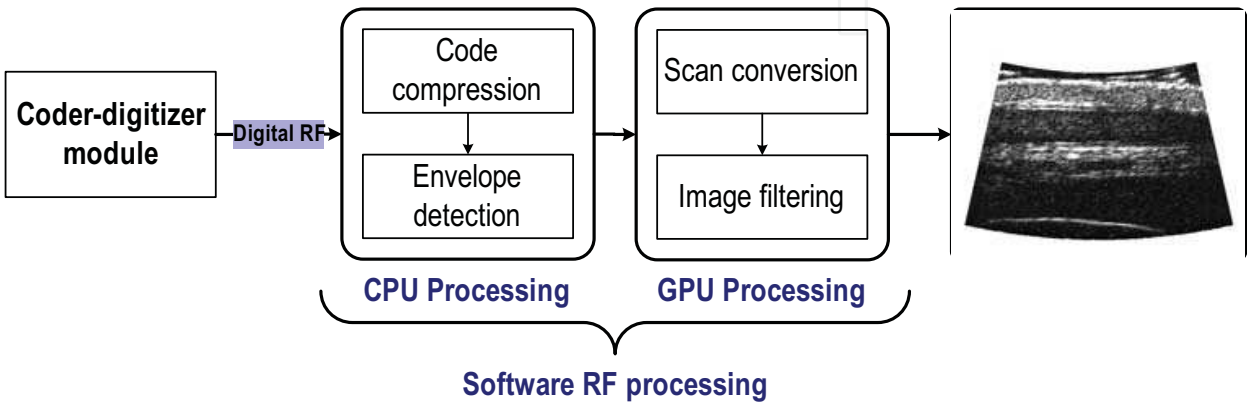 Coder-digitizer
module
Digital RF
Code
compression
Envelope
detection
Scan conversion
Image filtering
CPU Processing
GPU Processing
Software RF processing